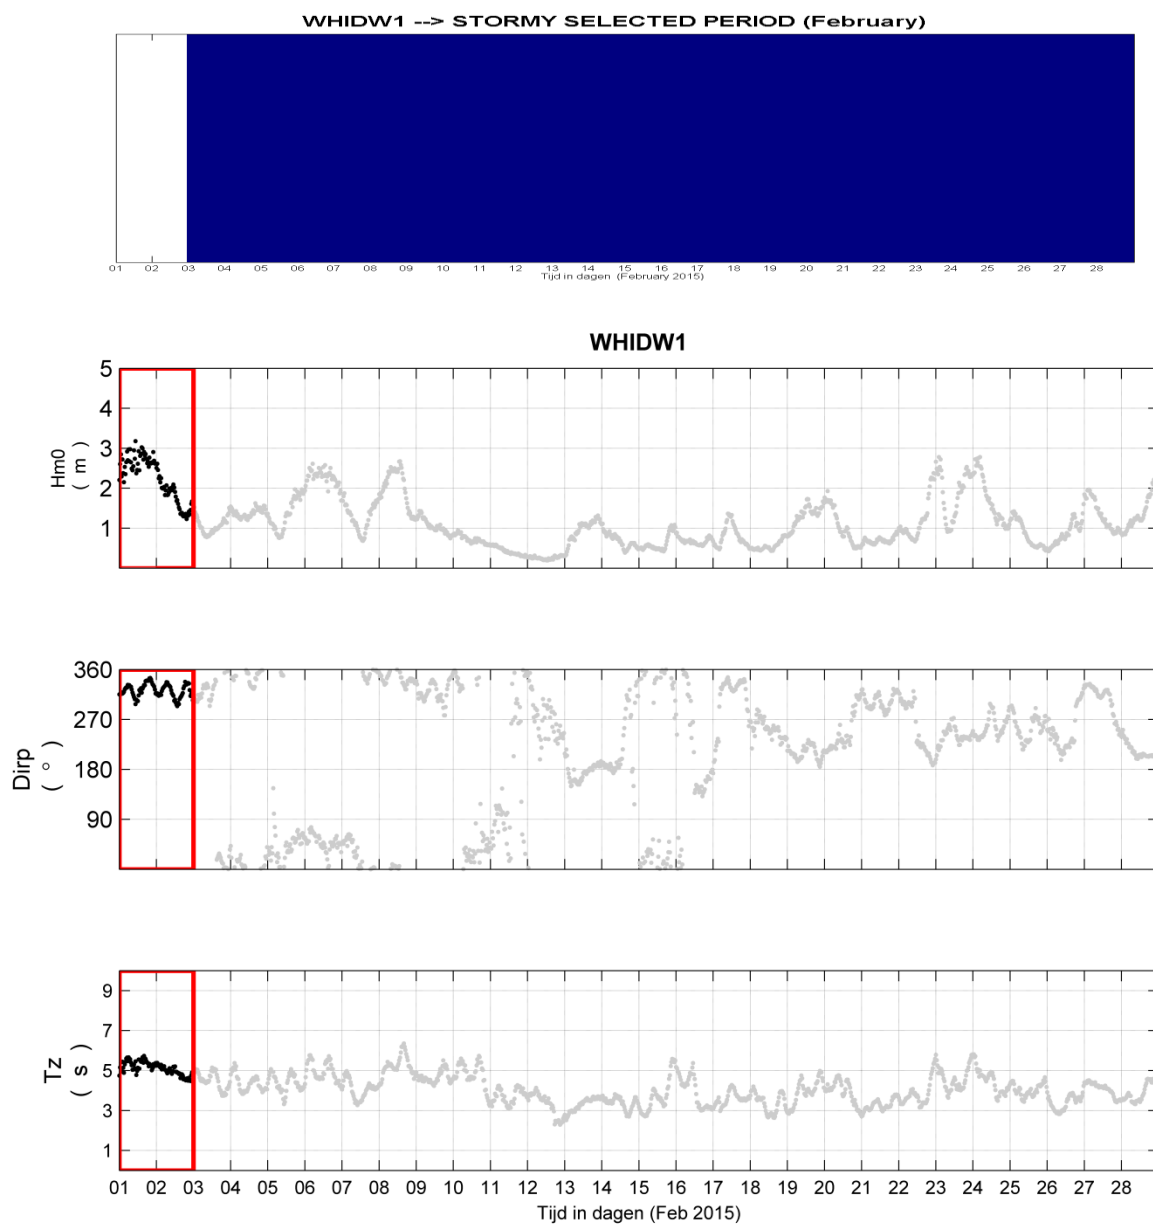 WHIDW1 --> STORMY SELECTED PERIOD (February)
01 02 03 04 05 06 07 08 09 10 11 12 13 14 15 16 17 18 19 20 21 22 23 24 25 26 27 28
Tijd in dagen (February 2015)
WHIDW1
Hm0
( m )
5
4
3
2
1
Dirp
( ° )
360
270
180
90
Tz
( s )
9
7
5
3
1
01 02 03 04 05 06 07 08 09 10 11 12 13 14 15 16 17 18 19 20 21 22 23 24 25 26 27 28
Tijd in dagen (Feb 2015)